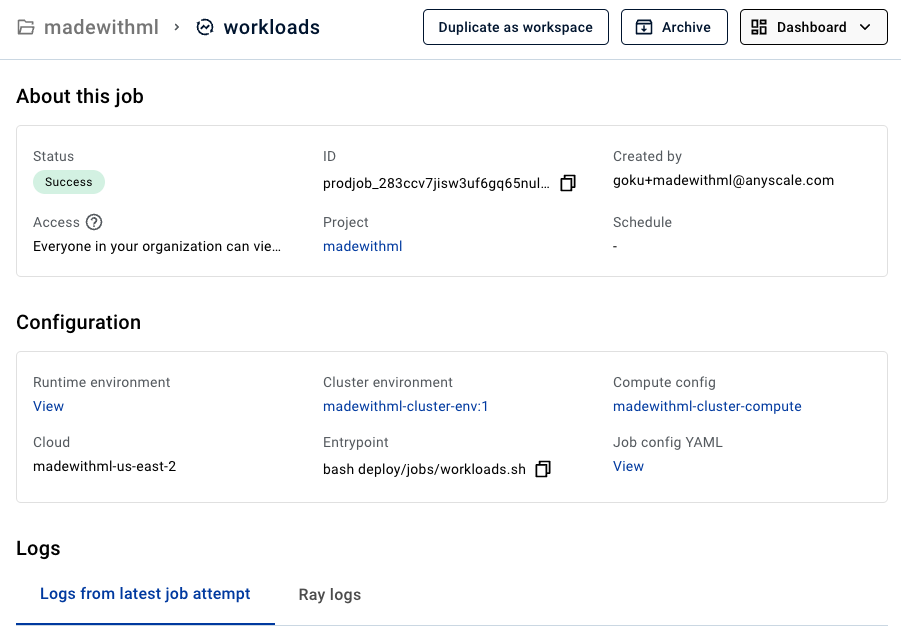 madewithml > workloads
Duplicate as workspace
Archive
Dashboard
About this job
Status
ID
Created by
Success
prodjob_283ccv7jisw3uf6gq65nul...
goku+madewithml@anyscale.com
Access
Project
Schedule
Everyone in your organization can vie...
madewithml
-
Configuration
Runtime environment
Cluster environment
Compute config
View
madewithml-cluster-env:1
madewithml-cluster-compute
Cloud
Entrypoint
Job config YAML
madewithml-us-east-2
bash deploy/jobs/workloads.sh
View
Logs
Logs from latest job attempt
Ray logs